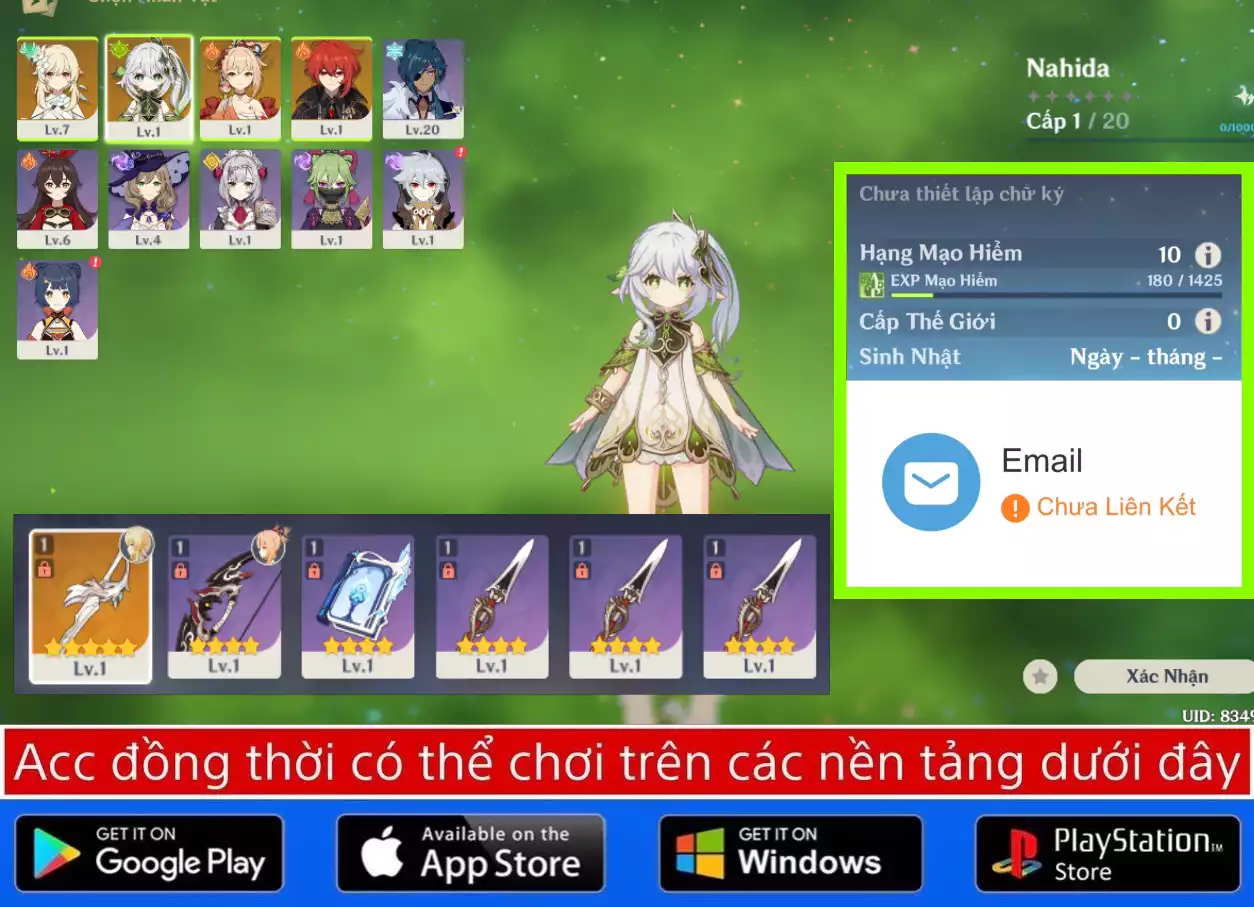 Lv.7
Lv.1
Lv.1
Lv.1
Lv.20
Lv.6
Lv.4
Lv.1
Lv.1
Lv.1
Lv.1
Nahida
Cấp 1 / 20
Chưa thiết lập chữ ký
Hạng Mạo Hiểm 10
EXP Mạo Hiểm 180 / 1425
Cấp Thế Giới 0
Sinh Nhật Ngày - tháng -
Email
! Chưa Liên Kết
1 1 1 1 1 1
Lv.1 Lv.1 Lv.1 Lv.1 Lv.1 Lv.1
Xác Nhận
UID: 8349
Acc đồng thời có thể chơi trên các nền tảng dưới đây
GET IT ON
Google Play
Available on the
App Store
GET IT ON
Windows
PlayStation™
Store